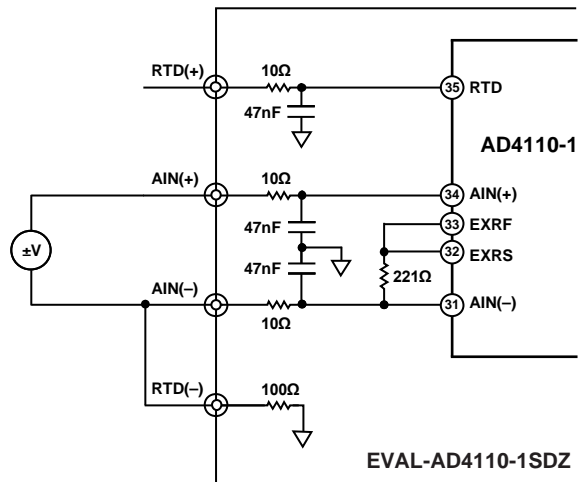 RTD(+)
10Ω
47nF
35 RTD
AD4110-1
AIN(+)
10Ω
34 AIN(+)
47nF
33 EXRF
±V
47nF
32 EXRS
221Ω
AIN(–)
10Ω
31 AIN(–)
RTD(–)
100Ω
EVAL-AD4110-1SDZ